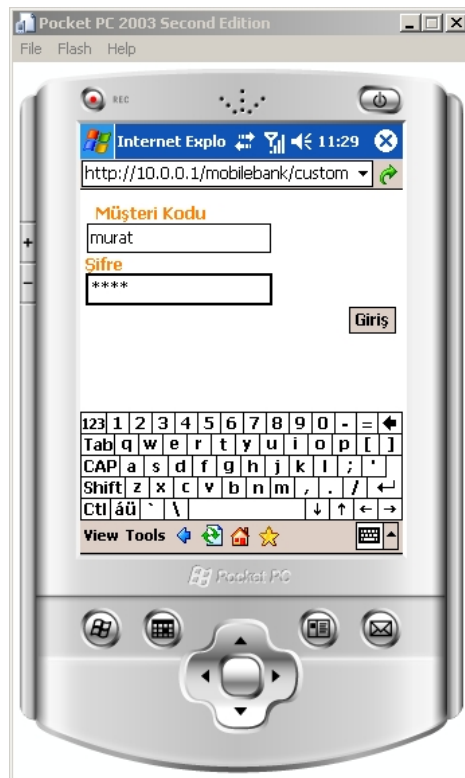 Pocket PC 2003 Second Edition
File Flash Help
REC
Internet Explo 11:29
http://10.0.0.1/mobilebank/custom
Müşteri Kodu
murat
Şifre
****
Giriş
123 1 2 3 4 5 6 7 8 9 0 - =
Tab q w e r t y u i o p [ ]
CAP a s d f g h j k l ; '
Shift z x c v b n m , . /
Ctl áü ` \
View Tools
Pocket PC